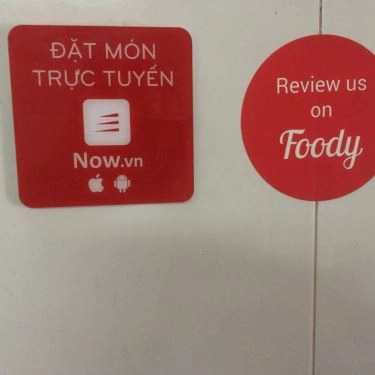 ĐẶT MÓN
TRỰC TUYẾN
Now.vn
Review us
on
Foody